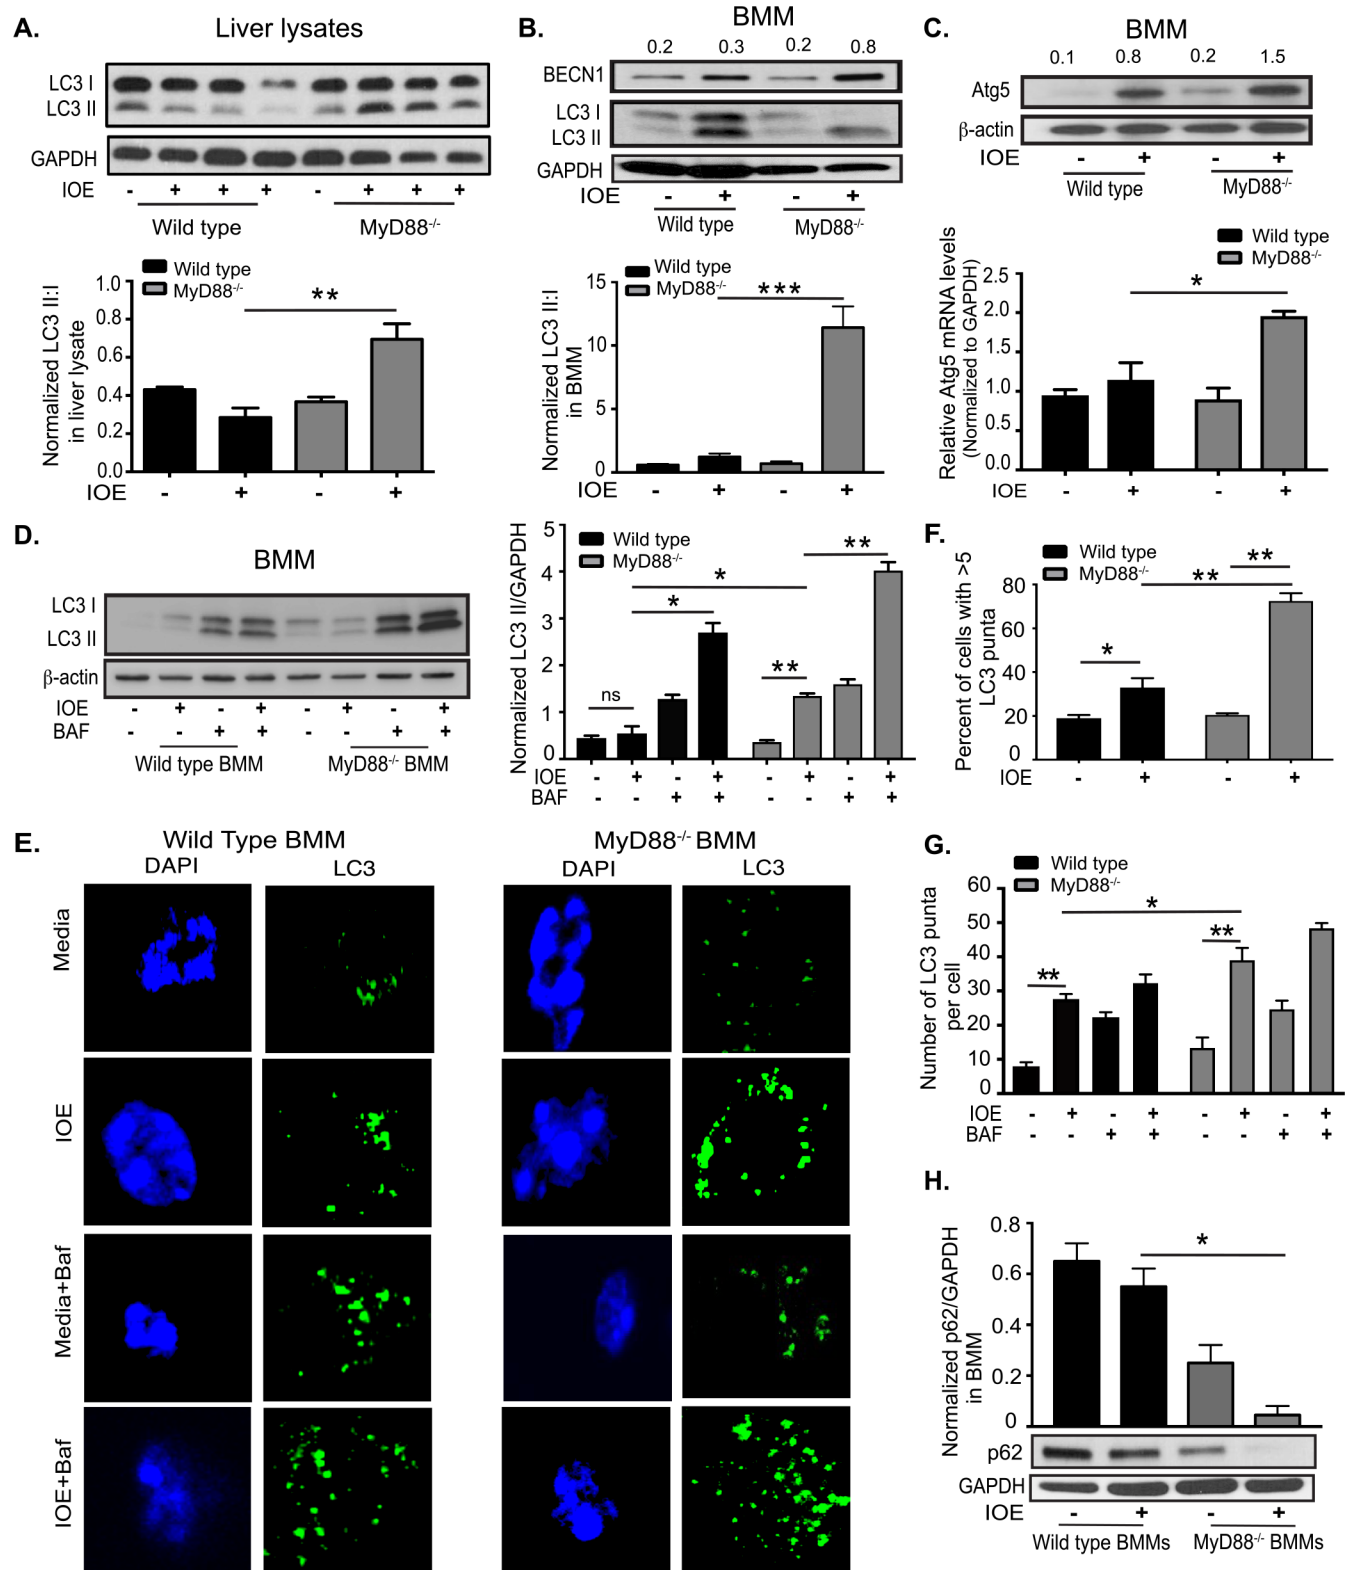 A.
Liver lysates
LC3 I
LC3 II
GAPDH
IOE - + + + - + + +
Wild type MyD88-/-
Wild type
MyD88-/-
Normalized LC3 II:I
in liver lysate
1.0
0.8
0.6
0.4
0.2
0.0
**
IOE - + - +
B.
BMM
0.2 0.3 0.2 0.8
BECN1
LC3 I
LC3 II
GAPDH
IOE - + - +
Wild type MyD88-/-
Wild type
MyD88-/-
Normalized LC3 II:I
in BMM
15
10
5
0
***
IOE - + - +
C.
BMM
0.1 0.8 0.2 1.5
Atg5
β-actin
IOE - + - +
Wild type MyD88-/-
Wild type
MyD88-/-
Relative Atg5 mRNA levels
(Normalized to GAPDH)
2.5
2.0
1.5
1.0
0.5
0.0
*
IOE - + - +
D.
BMM
LC3 I
LC3 II
β-actin
IOE - + - + - + - +
BAF - - + + - - + +
Wild type BMM MyD88-/- BMM
Normalized LC3 II/GAPDH
5
4
3
2
1
0
Wild type
MyD88-/-
ns * * ** **
IOE - + - + - + - +
BAF - - + + - - + +
F.
Wild type
MyD88-/-
Percent of cells with >5
LC3 punta
80
60
40
20
0
* ** **
IOE - + - +
E.
Wild Type BMM MyD88-/- BMM
DAPI LC3 DAPI LC3
Media
IOE
Media+Baf
IOE+Baf
G.
Wild type
MyD88-/-
Number of LC3 punta
per cell
60
50
40
30
20
10
0
** * **
IOE - + - + - + - +
BAF - - + + - - + +
H.
Normalized p62/GAPDH
in BMM
0.8
0.6
0.4
0.2
0
*
p62
GAPDH
IOE - + - +
Wild type BMMs MyD88-/- BMMs